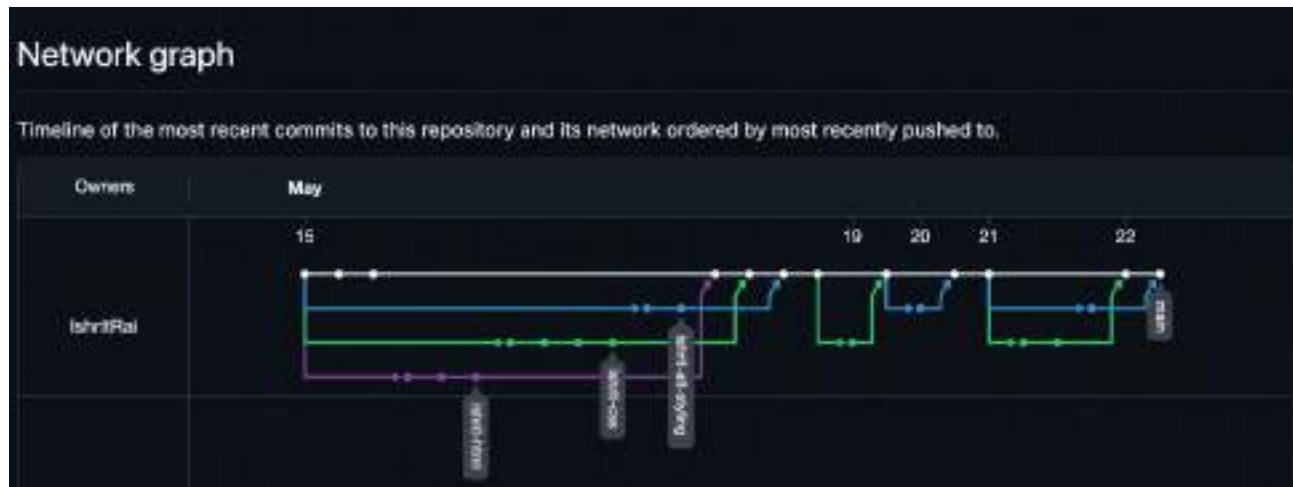 Network graph
Timeline of the most recent commits to this repository and its network ordered by most recently pushed to.
Owners
May
15
19
20
21
22
IshritRai
main